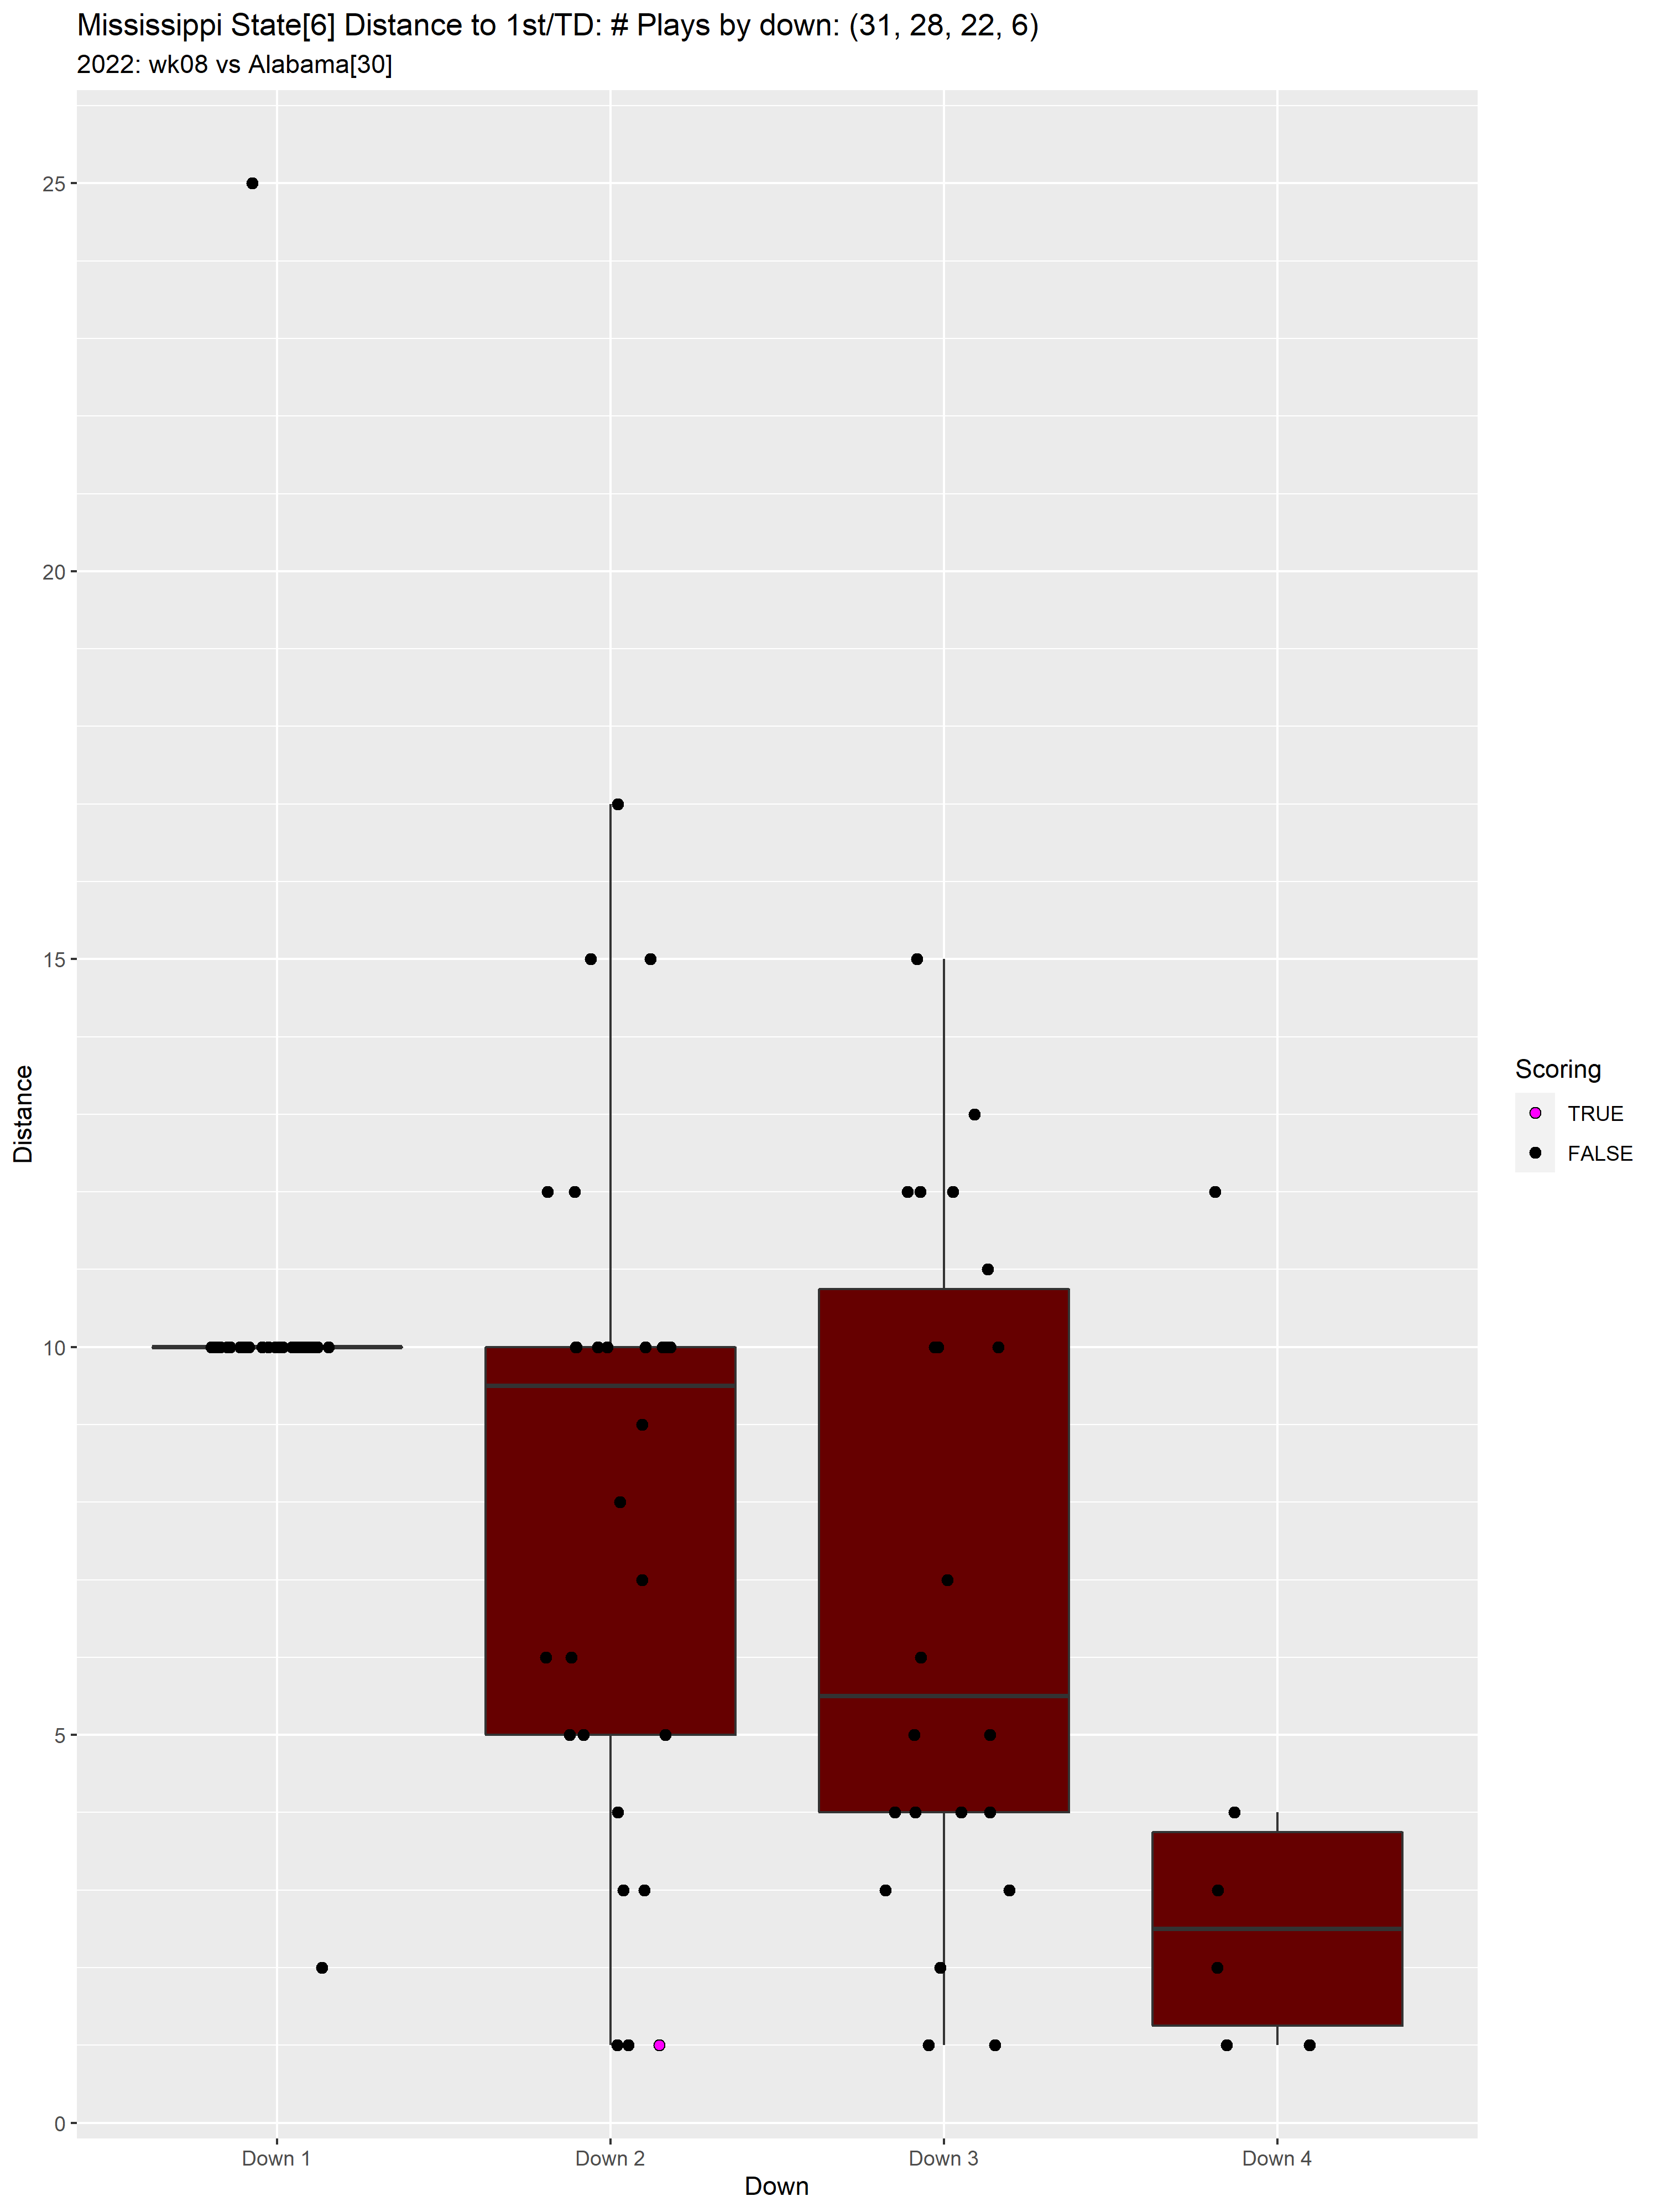 Mississippi State[6] Distance to 1st/TD: # Plays by down: (31, 28, 22, 6)
2022: wk08 vs Alabama[30]
25
20
15
10
5
0
Distance
Down 1
Down 2
Down 3
Down 4
Down
Scoring
TRUE
FALSE